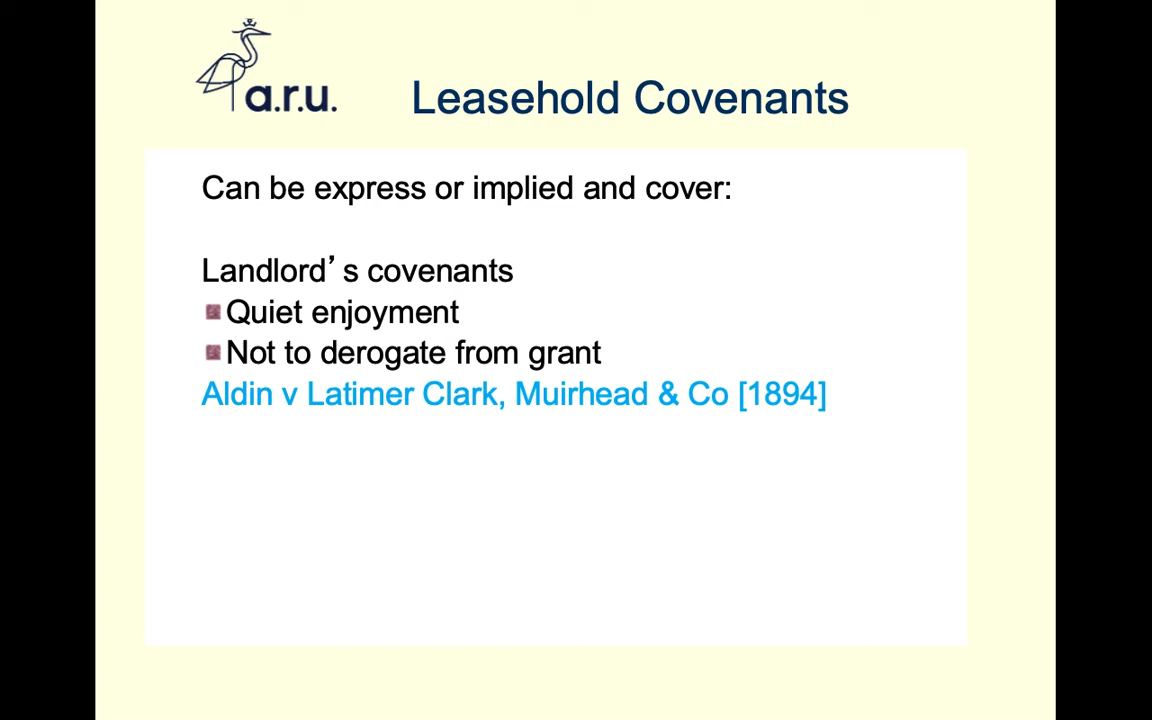 a.r.u.
Leasehold Covenants
Can be express or implied and cover:
Landlord’s covenants
Quiet enjoyment
Not to derogate from grant
Aldin v Latimer Clark, Muirhead & Co [1894]